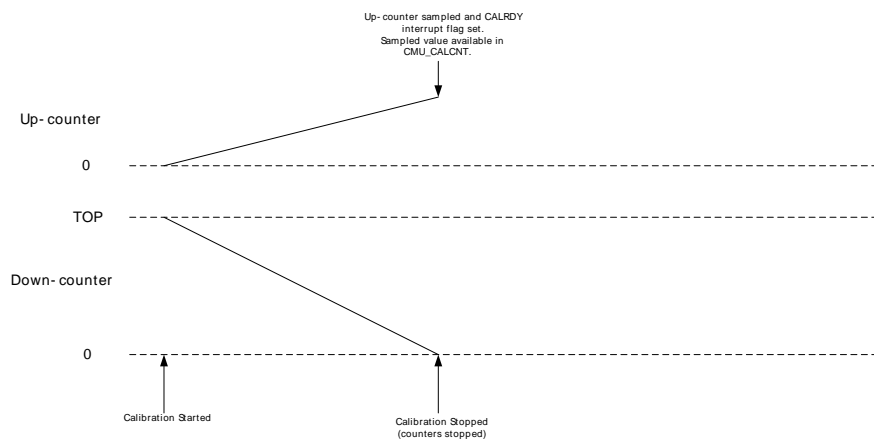 Up-counter sampled and CALRDY
interrupt flag set.
Sampled value available in
CMU_CALCNT.
Up-counter
0
TOP
Down-counter
0
Calibration Started
Calibration Stopped
(counters stopped)